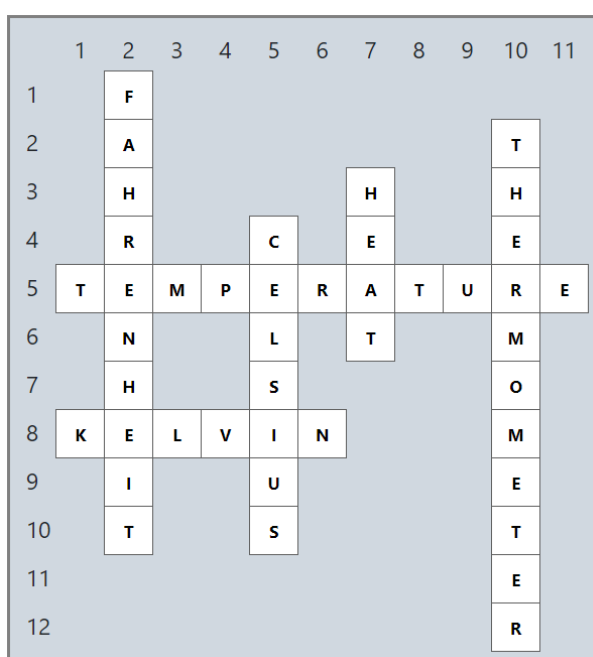 1 2 3 4 5 6 7 8 9 10 11
1 F
2 A T
3 H H H
4 R C E E
5 T E M P E R A T U R E
6 N L T M
7 H S O
8 K E L V I N M
9 I U E
10 T S T
11 E
12 R